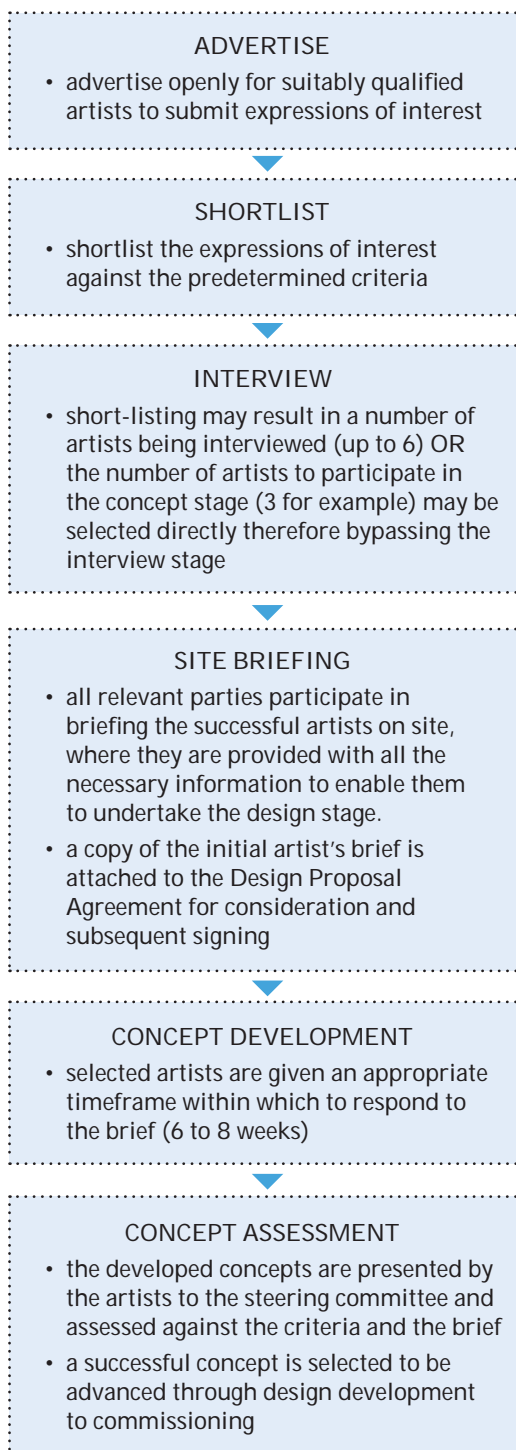 ADVERTISE
• advertise openly for suitably qualified
artists to submit expressions of interest
SHORTLIST
• shortlist the expressions of interest
against the predetermined criteria
INTERVIEW
• short-listing may result in a number of
artists being interviewed (up to 6) OR
the number of artists to participate in
the concept stage (3 for example) may be
selected directly therefore bypassing the
interview stage
SITE BRIEFING
• all relevant parties participate in
briefing the successful artists on site,
where they are provided with all the
necessary information to enable them
to undertake the design stage.
• a copy of the initial artist's brief is
attached to the Design Proposal
Agreement for consideration and
subsequent signing
CONCEPT DEVELOPMENT
• selected artists are given an appropriate
timeframe within which to respond to
the brief (6 to 8 weeks)
CONCEPT ASSESSMENT
• the developed concepts are presented by
the artists to the steering committee and
assessed against the criteria and the brief
• a successful concept is selected to be
advanced through design development
to commissioning